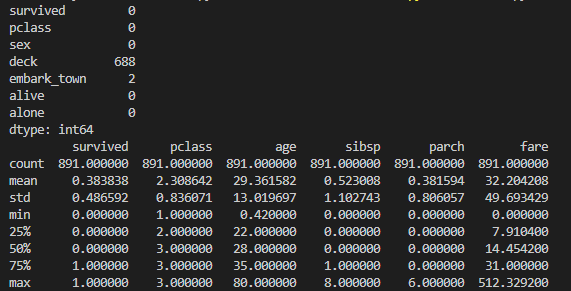 survived 0
pclass 0
sex 0
deck 688
embark_town 2
alive 0
alone 0
dtype: int64
survived pclass age sibsp parch fare
count 891.000000 891.000000 891.000000 891.000000 891.000000 891.000000
mean 0.383838 2.308642 29.361582 0.523008 0.381594 32.204208
std 0.486592 0.836071 13.019697 1.102743 0.806057 49.693429
min 0.000000 1.000000 0.420000 0.000000 0.000000 0.000000
25% 0.000000 2.000000 22.000000 0.000000 0.000000 7.910400
50% 0.000000 3.000000 28.000000 0.000000 0.000000 14.454200
75% 1.000000 3.000000 35.000000 1.000000 0.000000 31.000000
max 1.000000 3.000000 80.000000 8.000000 6.000000 512.329200